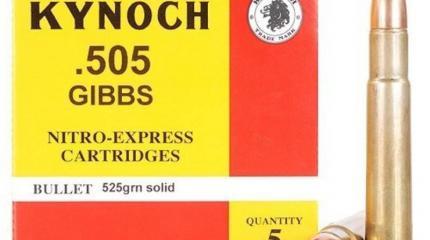 KYNOCH
.505
GIBBS
NITRO-EXPRESS
CARTRIDGES
BULLET 525grn solid
QUANTITY
5
TRADE MARK